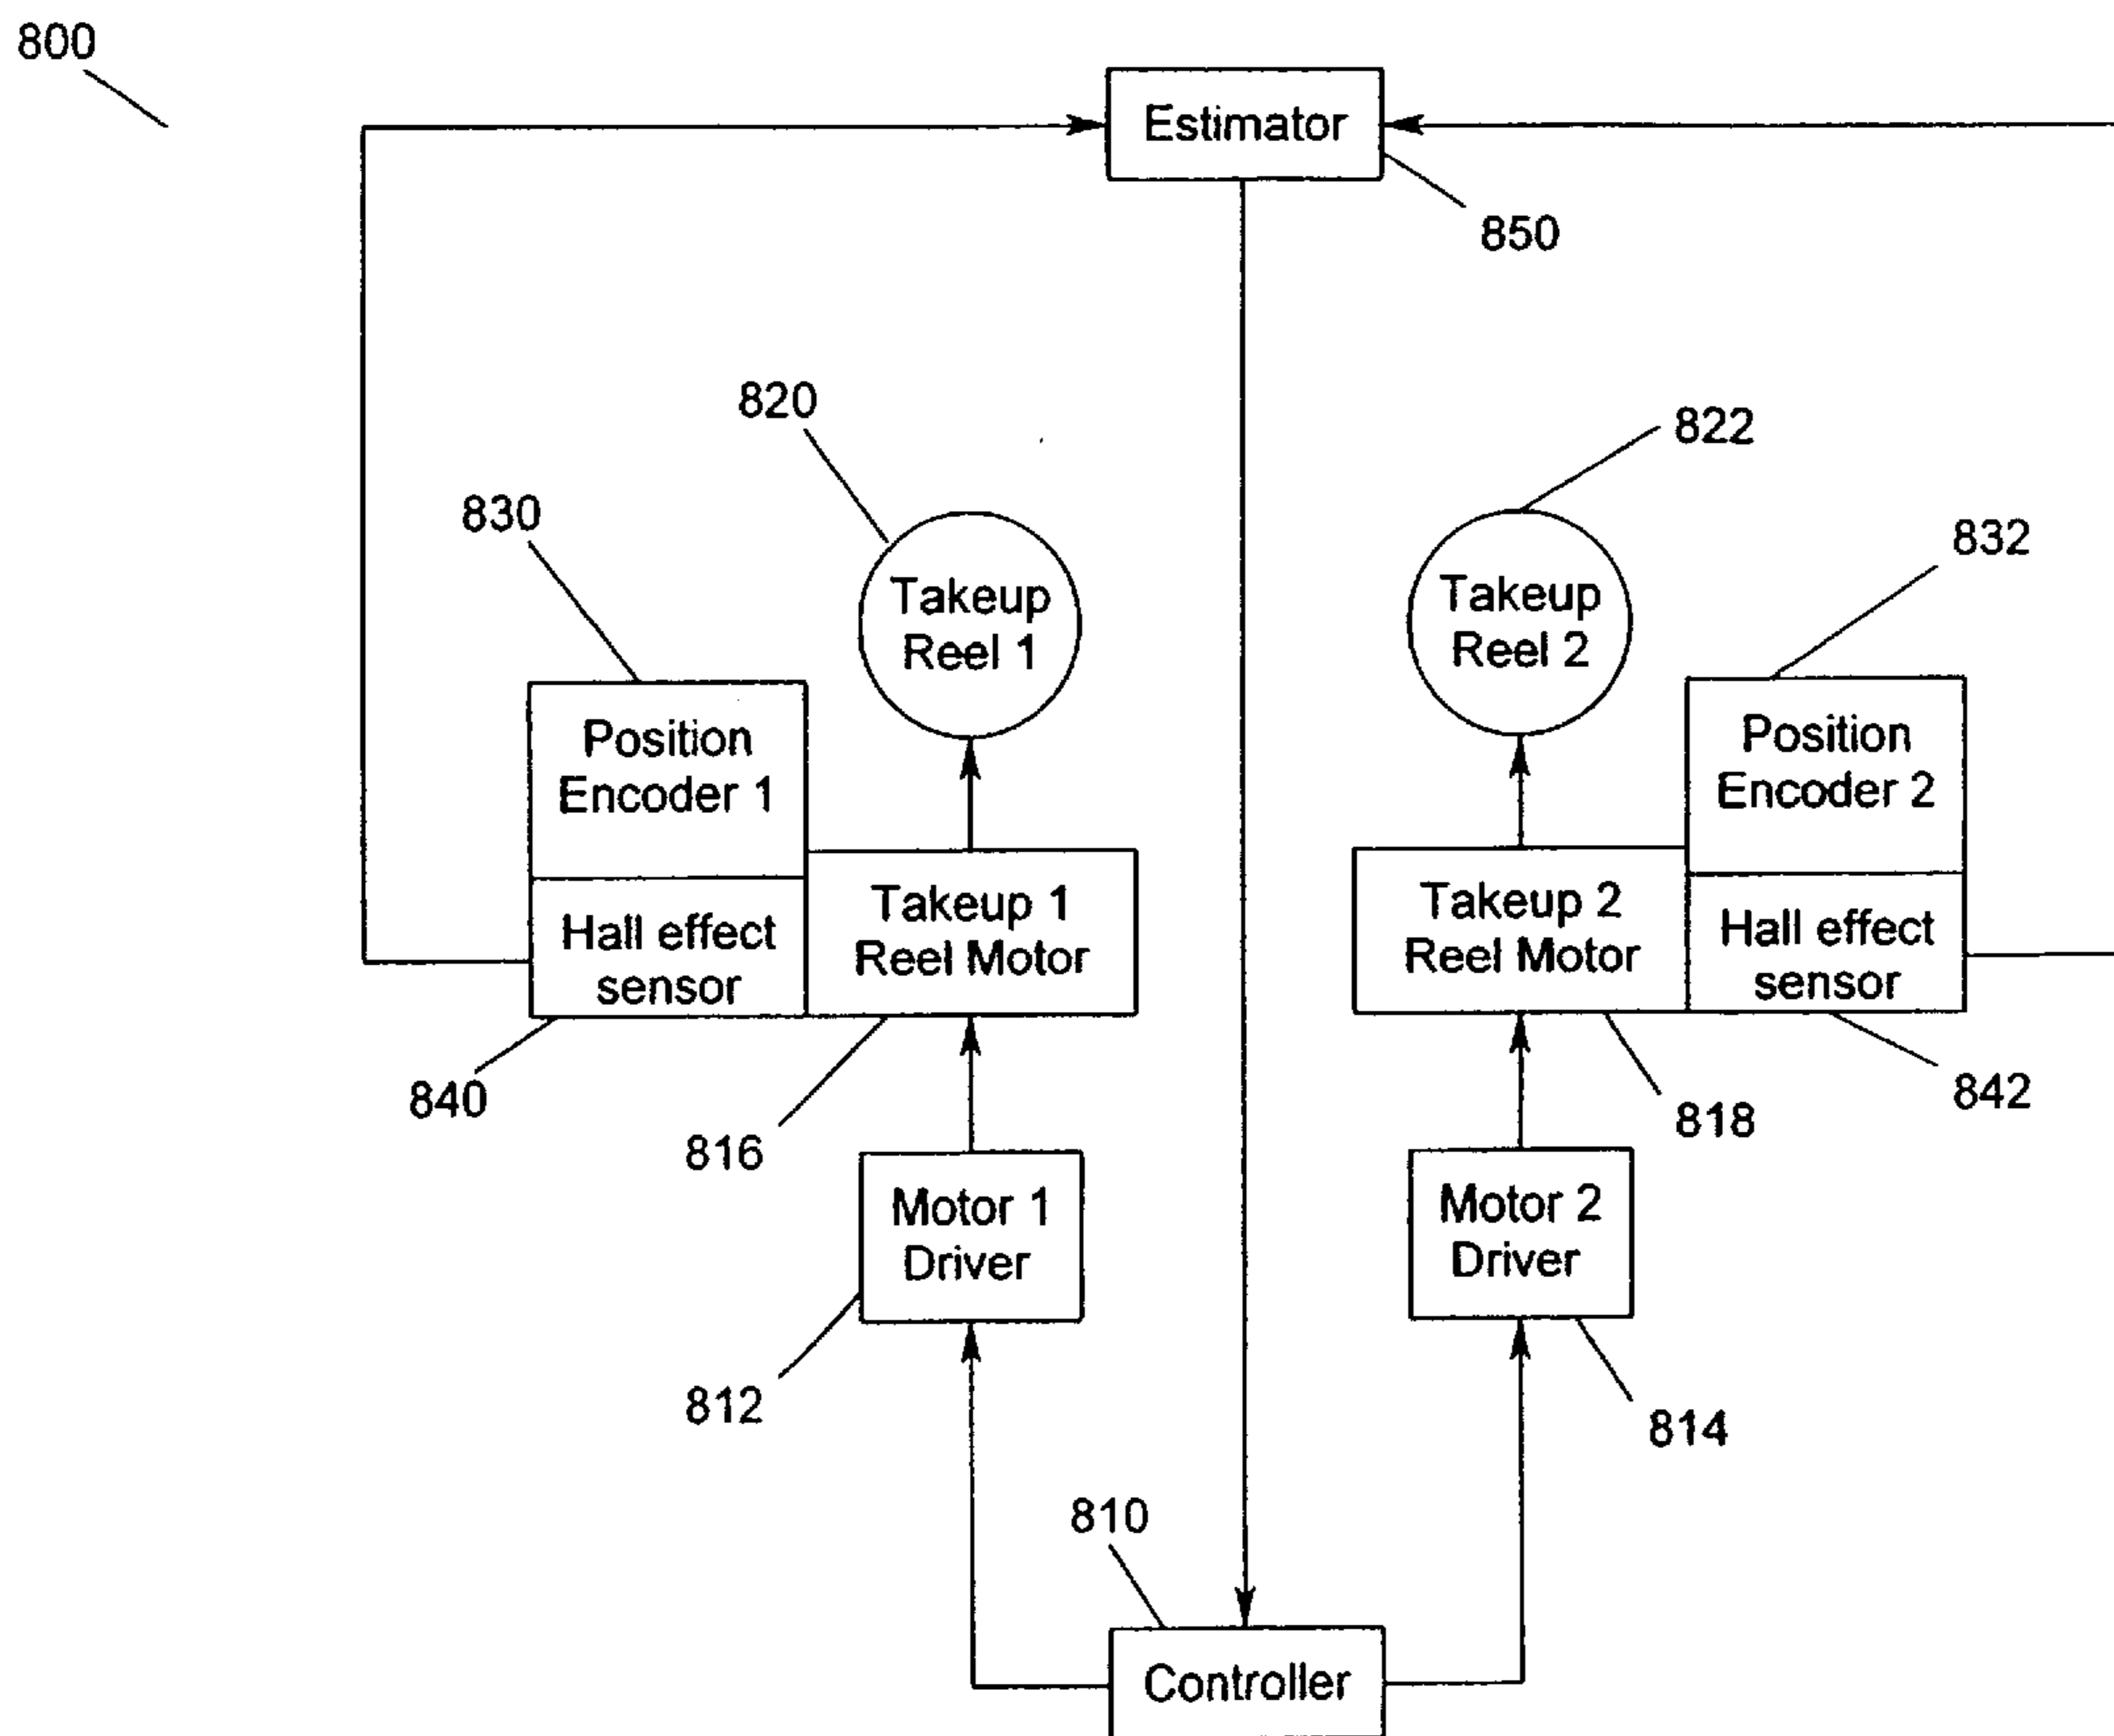 800
Estimator
850
820
822
830
832
Takeup
Reel 1
Takeup
Reel 2
Position
Encoder 1
Position
Encoder 2
Hall effect
sensor
Takeup 1
Reel Motor
Takeup 2
Reel Motor
Hall effect
sensor
840
816
818
842
Motor 1
Driver
Motor 2
Driver
812
814
810
Controller